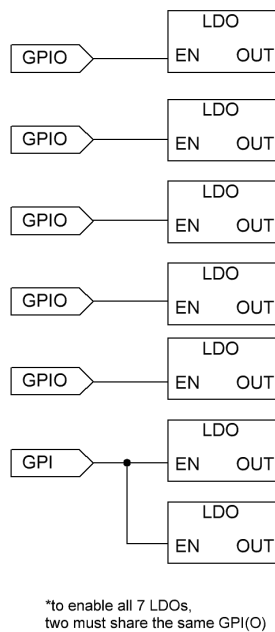 LDO
GPIO EN OUT
LDO
GPIO EN OUT
LDO
GPIO EN OUT
LDO
GPIO EN OUT
LDO
GPIO EN OUT
LDO
GPI EN OUT
LDO
EN OUT
*to enable all 7 LDOs,
two must share the same GPI(O)